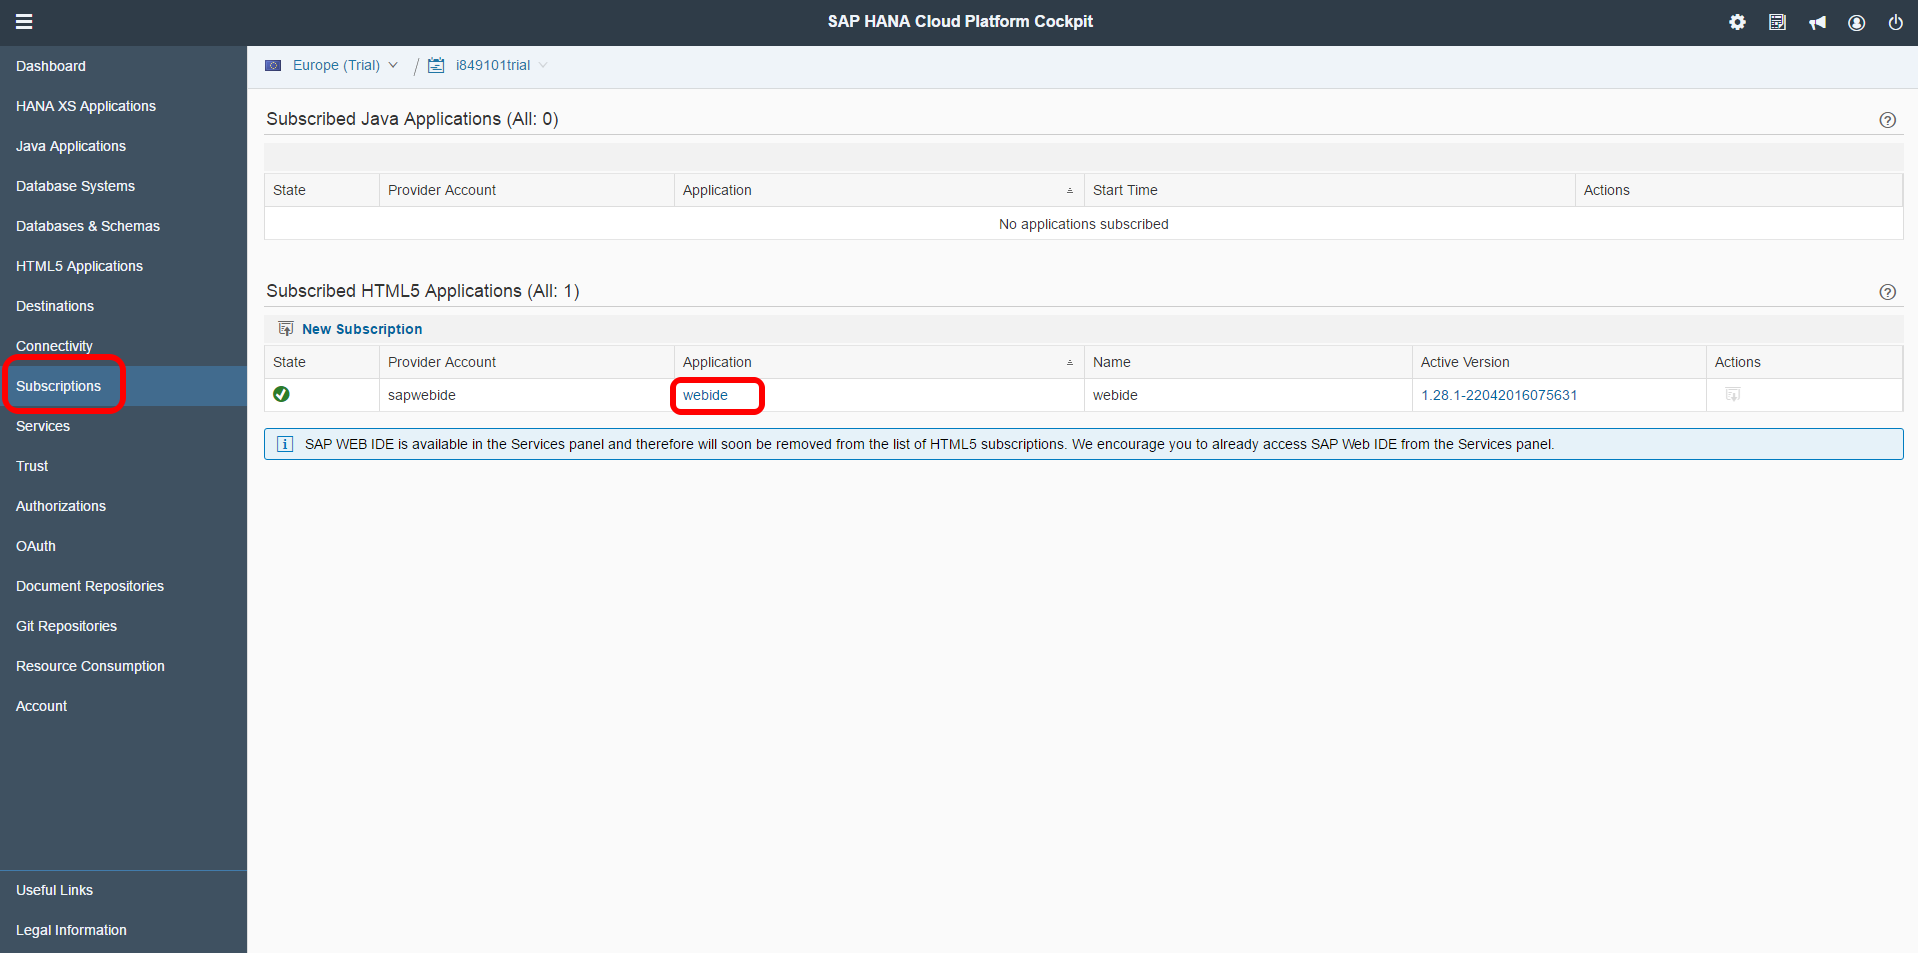 SAP HANA Cloud Platform Cockpit
Dashboard
HANA XS Applications
Java Applications
Database Systems
Databases & Schemas
HTML5 Applications
Destinations
Connectivity
Subscriptions
Services
Trust
Authorizations
OAuth
Document Repositories
Git Repositories
Resource Consumption
Account
Useful Links
Legal Information
Europe (Trial) / i849101trial
Subscribed Java Applications (All: 0)
State Provider Account Application Start Time Actions
No applications subscribed
Subscribed HTML5 Applications (All: 1)
New Subscription
State Provider Account Application Name Active Version Actions
sapwebide webide webide 1.28.1-22042016075631
SAP WEB IDE is available in the Services panel and therefore will soon be removed from the list of HTML5 subscriptions. We encourage you to already access SAP Web IDE from the Services panel.